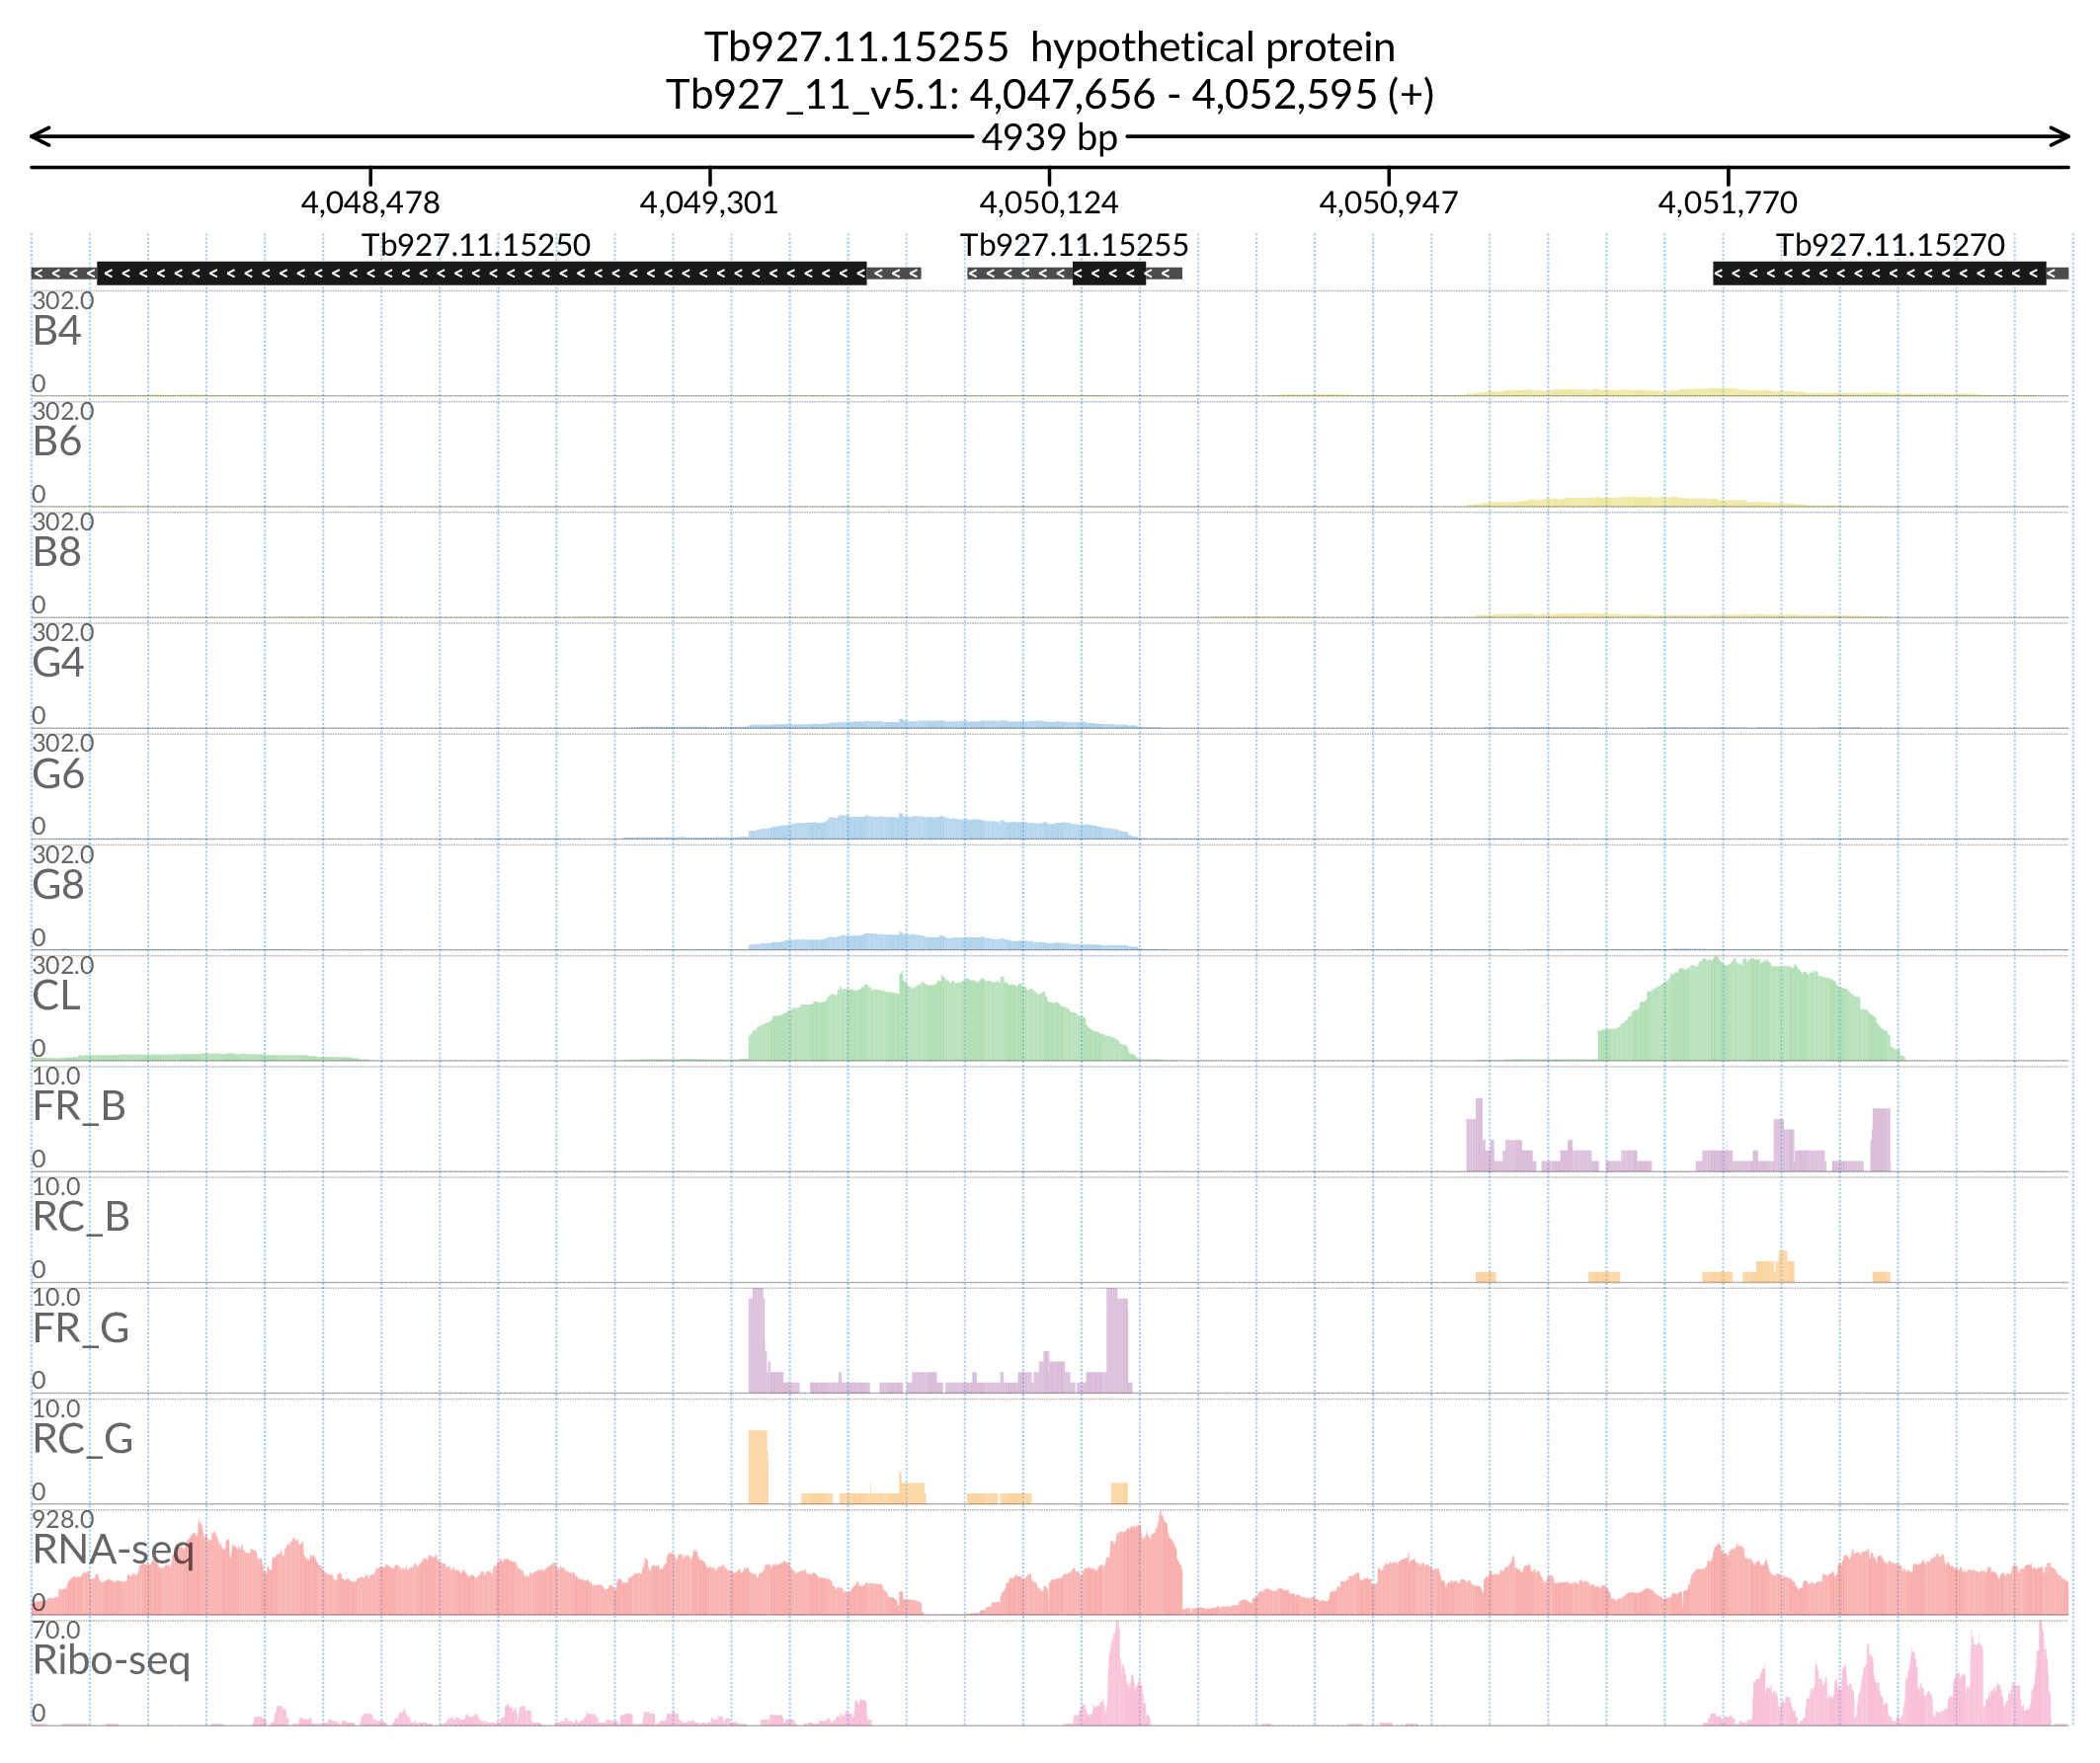 Tb927.11.15255 hypothetical protein
Tb927_11_v5.1: 4,047,656 - 4,052,595 (+)
4939 bp
4,048,478 4,049,301 4,050,124 4,050,947 4,051,770
Tb927.11.15250 Tb927.11.15255 Tb927.11.15270
302.0
B4
0
302.0
B6
0
302.0
B8
0
302.0
G4
0
302.0
G6
0
302.0
G8
0
302.0
CL
0
10.0
FR_B
0
10.0
RC_B
0
10.0
FR_G
0
10.0
RC_G
0
928.0
RNA-seq
0
70.0
Ribo-seq
0